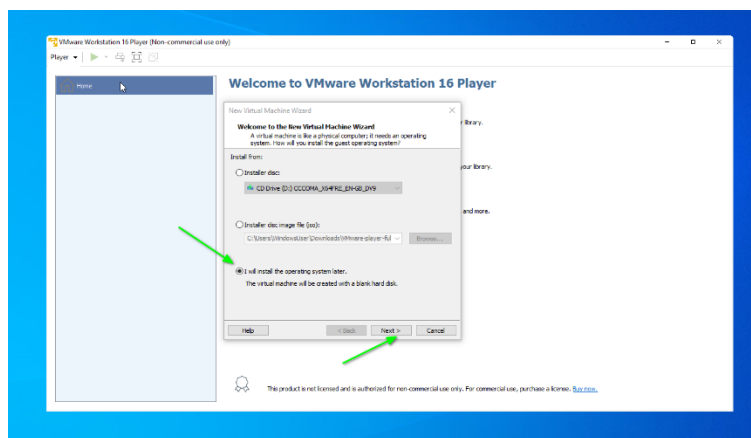 VMware Workstation 16 Player (Non-commercial use only)
Player
Home
Welcome to VMware Workstation 16 Player
New Virtual Machine Wizard
Welcome to the New Virtual Machine Wizard
A virtual machine is like a physical computer; it needs an operating
system. How will you install the guest operating system?
r library.
Install from:
your library.
Installer disc:
CD Drive (D:) CCCOMA_X64FRE_EN-GB_DV9
and more.
Installer disc image file (iso):
C:\Users\WindowsUser\Downloads\VMware-player-ful
Browse...
I will install the operating system later.
The virtual machine will be created with a blank hard disk.
Help
< Back
Next >
Cancel
This product is not licensed and is authorized for non-commercial use only. For commercial use, purchase a license. Buy now.